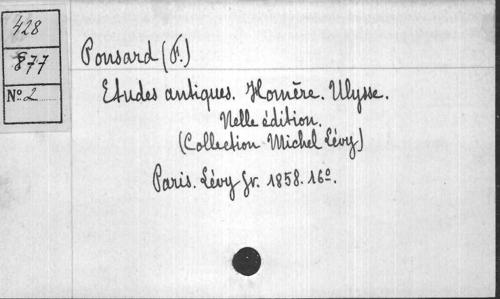 428
877
Nº 2
Ponsard (F.)
Etudes antiques. Homère. Ulysse.
Nelle édition.
(Collection Michel Lévy)
Paris. Lévy fr. 1858. 16º.